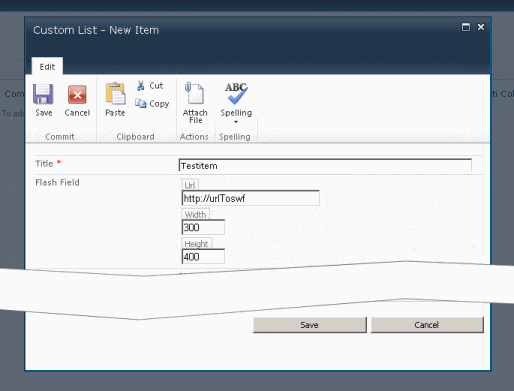 Custom List - New Item
Edit
Save
Cancel
Paste
Cut
Copy
Attach
File
ABC
Spelling
Commit
Clipboard
Actions
Spelling
Title *
Testitem
Flash Field
Url
http://urlToswf
Width
300
Height
400
Save
Cancel
Com
To ad
ti Col